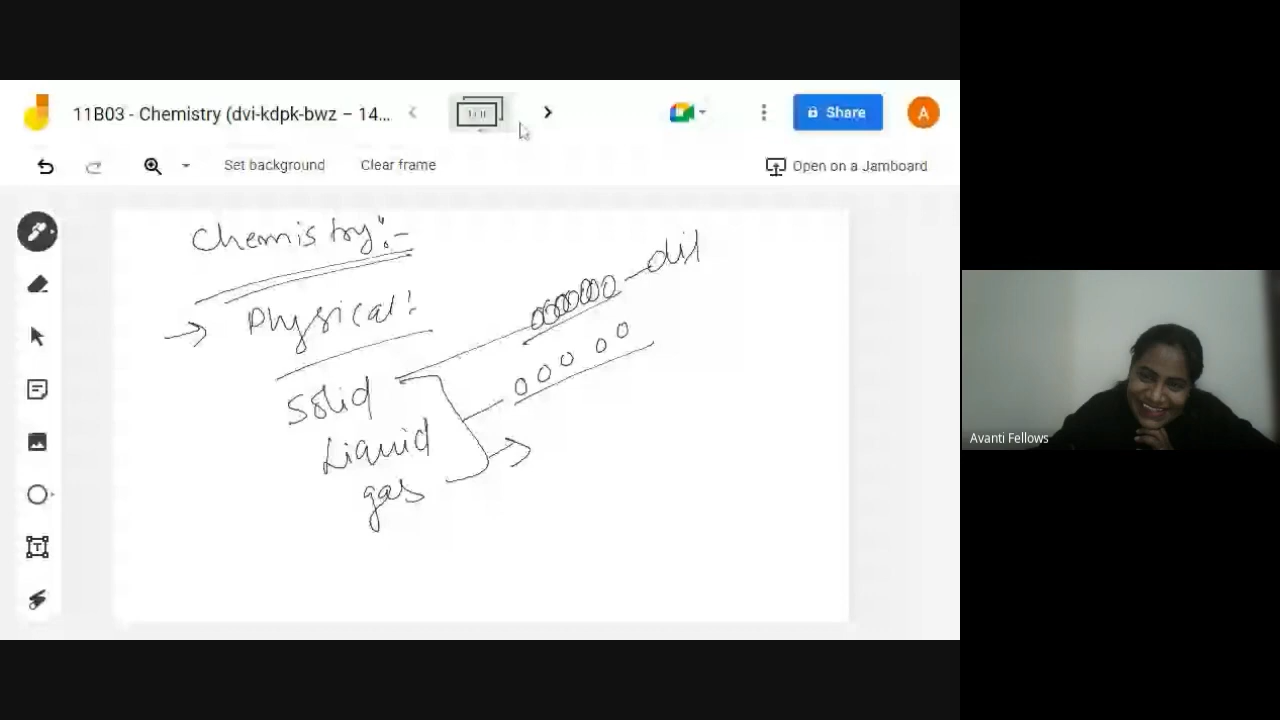 11B03 - Chemistry (dvi-kdpk-bwz – 14...
Share
A
Set background
Clear frame
Open on a Jamboard
Chemistry:-
Physical:
dis
Solid
Liquid
gas
Avanti Fellows